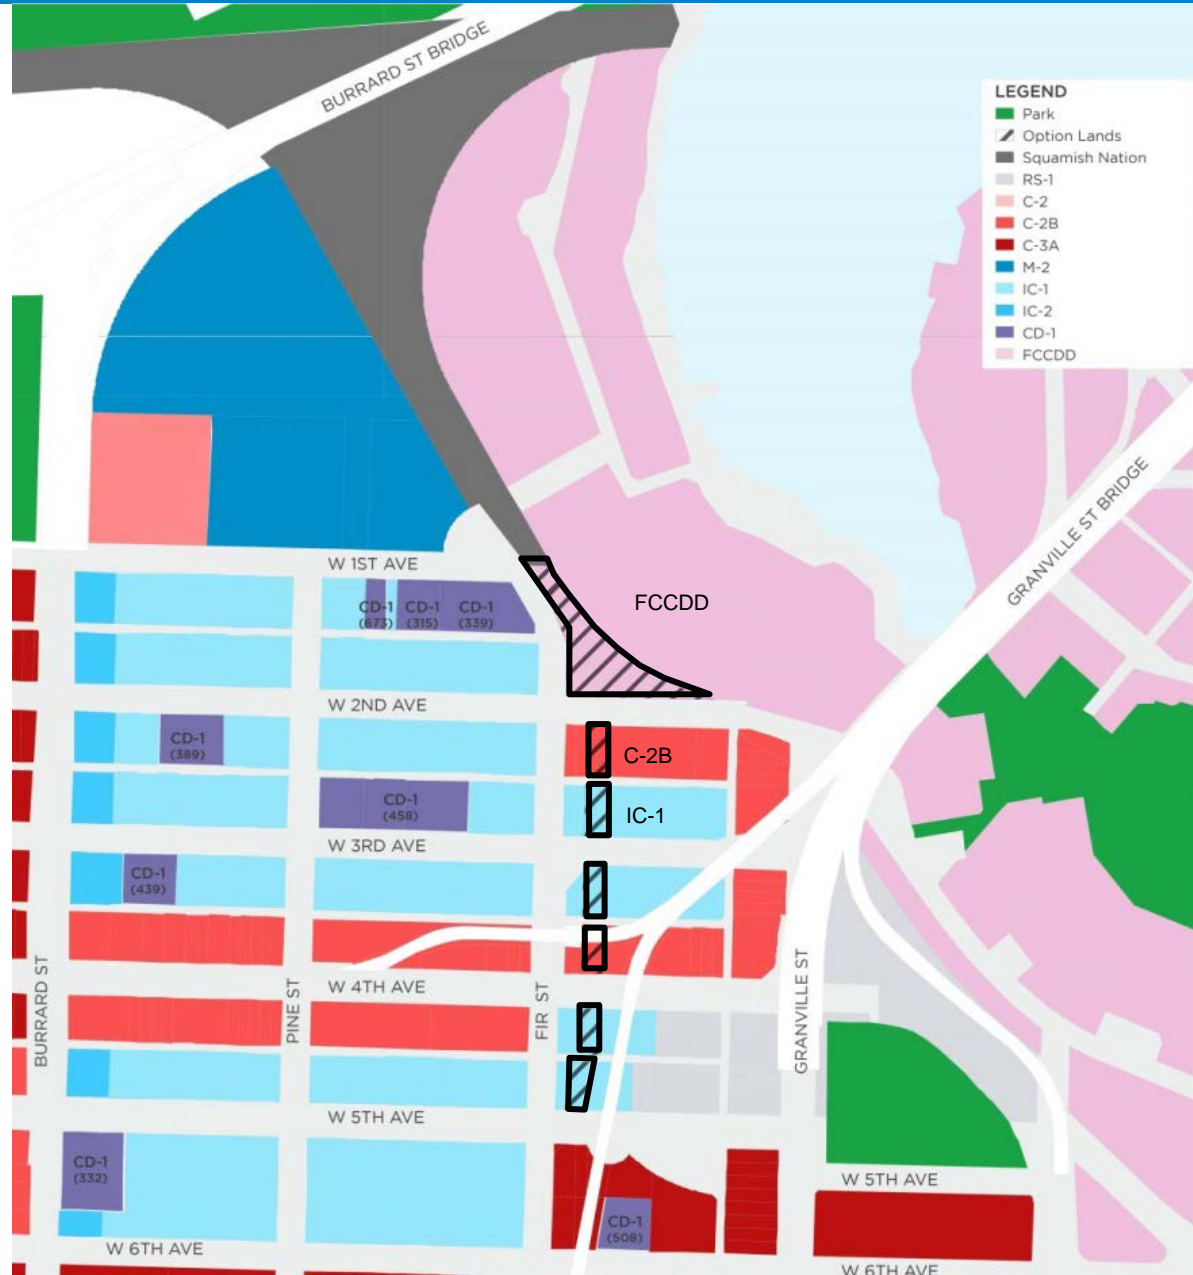 BURRARD ST BRIDGE
LEGEND
Park
Option Lands
Squamish Nation
RS-1
C-2
C-2B
C-3A
M-2
IC-1
IC-2
CD-1
FCCDD
GRANVILLE ST BRIDGE
W 1ST AVE
CD-1
(673)
CD-1
(315)
CD-1
(339)
FCCDD
W 2ND AVE
CD-1
(389)
C-2B
CD-1
(458)
IC-1
W 3RD AVE
CD-1
(439)
BURRARD ST
PINE ST
W 4TH AVE
FIR ST
GRANVILLE ST
W 5TH AVE
CD-1
(332)
W 5TH AVE
CD-1
(508)
W 6TH AVE
W 6TH AVE